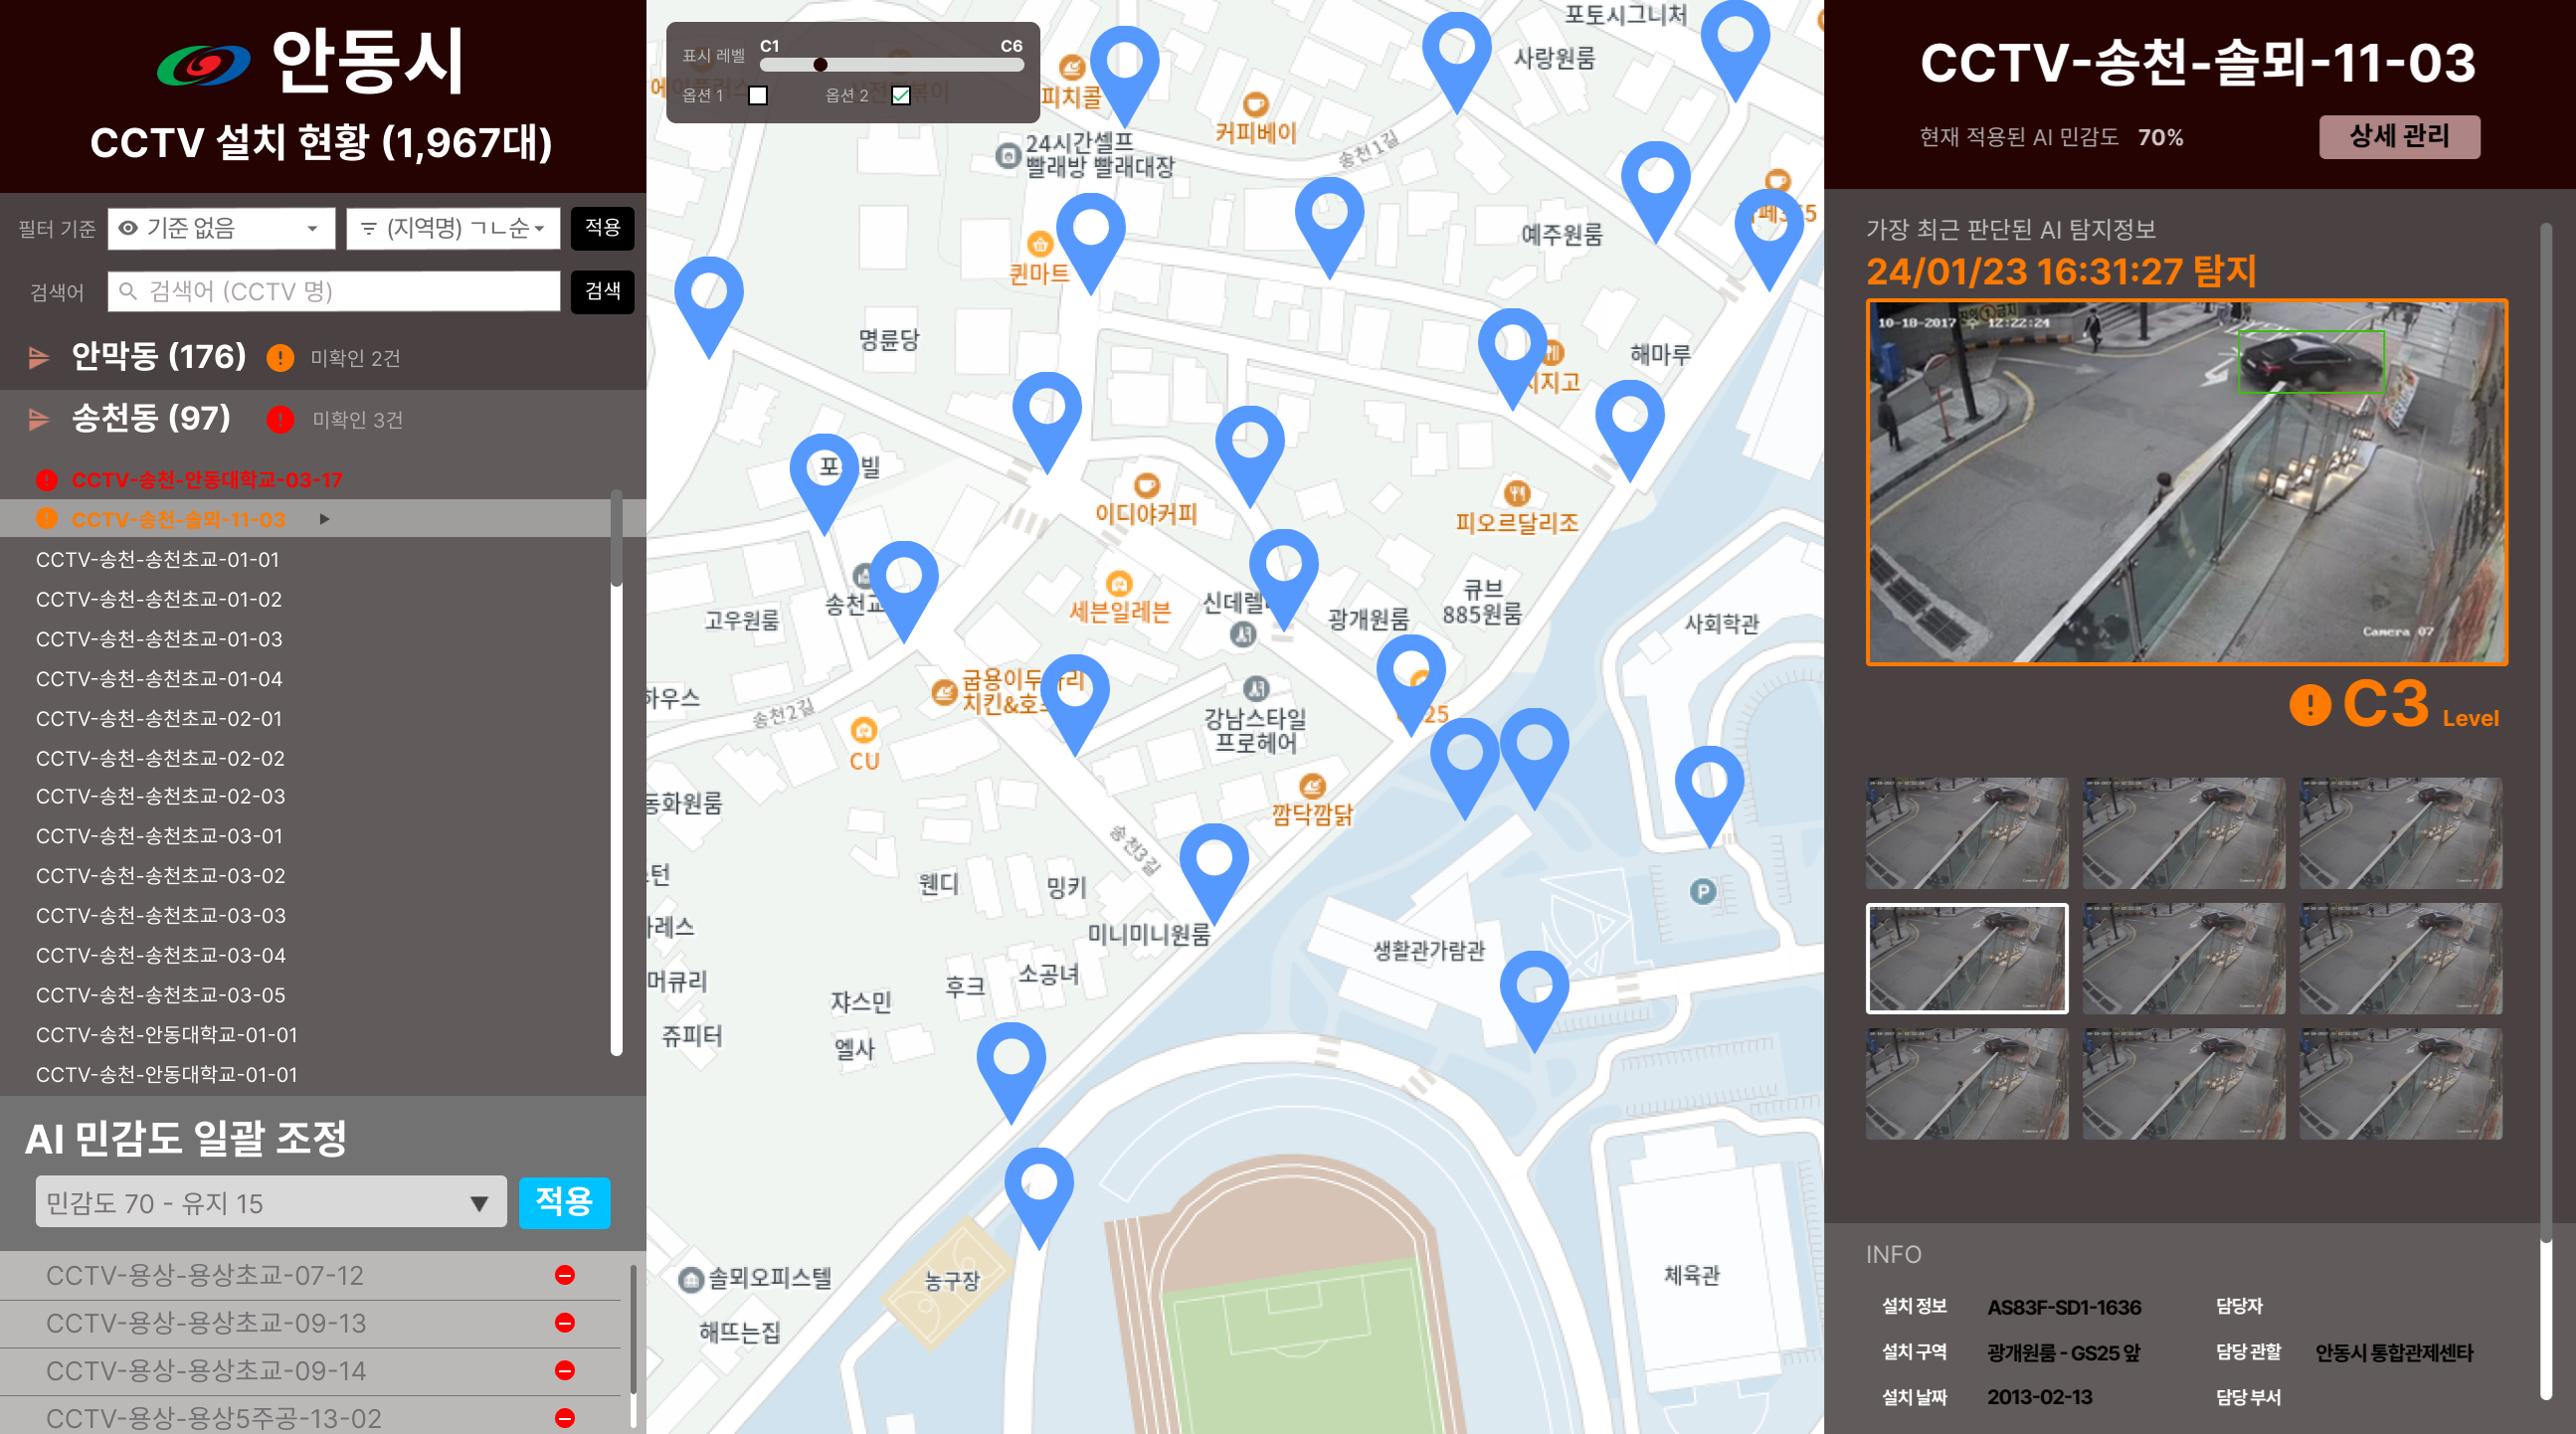 안동시
CCTV 설치 현황 (1,967대)
필터 기준
기준 없음
(지역명) ㄱㄴ순
적용
검색어
검색어 (CCTV 명)
검색
안막동 (176)
미확인 2건
송천동 (97)
미확인 3건
CCTV-송천-안동대학교-03-17
CCTV-송천-솔뫼-11-03
CCTV-송천-송천초교-01-01
CCTV-송천-송천초교-01-02
CCTV-송천-송천초교-01-03
CCTV-송천-송천초교-01-04
CCTV-송천-송천초교-02-01
CCTV-송천-송천초교-02-02
CCTV-송천-송천초교-02-03
CCTV-송천-송천초교-03-01
CCTV-송천-송천초교-03-02
CCTV-송천-송천초교-03-03
CCTV-송천-송천초교-03-04
CCTV-송천-송천초교-03-05
CCTV-송천-안동대학교-01-01
CCTV-송천-안동대학교-01-01
AI 민감도 일괄 조정
민감도 70 - 유지 15
적용
CCTV-용상-용상초교-07-12
CCTV-용상-용상초교-09-13
CCTV-용상-용상초교-09-14
CCTV-용상-용상5주공-13-02
표시 레벨
C1
C6
옵션 1
옵션 2
포토시그니처
사랑원룸
피치콜
커피베이
24시간셀프
빨래방 빨래대장
송천1길
예주원룸
퀸마트
명륜당
해마루
이디야커피
피오르달리조
고우원룸
세븐일레븐
광개원룸
큐브
885원룸
사회학관
하우스
송천2길
CU
강남스타일
프로헤어
동화원룸
깜닥깜닭
송천3길
웬디
밍키
미니미니원룸
생활관가람관
P
머큐리
후크
소공녀
쟈스민
쥬피터
엘사
솔뫼오피스텔
농구장
체육관
해뜨는집
CCTV-송천-솔뫼-11-03
현재 적용된 AI 민감도 70%
상세 관리
가장 최근 판단된 AI 탐지정보
24/01/23 16:31:27 탐지
10-18-2017 수 12:22:24
Camera 07
C3 Level
INFO
설치 정보
AS83F-SD1-1636
담당자
설치 구역
광개원룸 - GS25 앞
담당 관할
안동시 통합관제센타
설치 날짜
2013-02-13
담당 부서